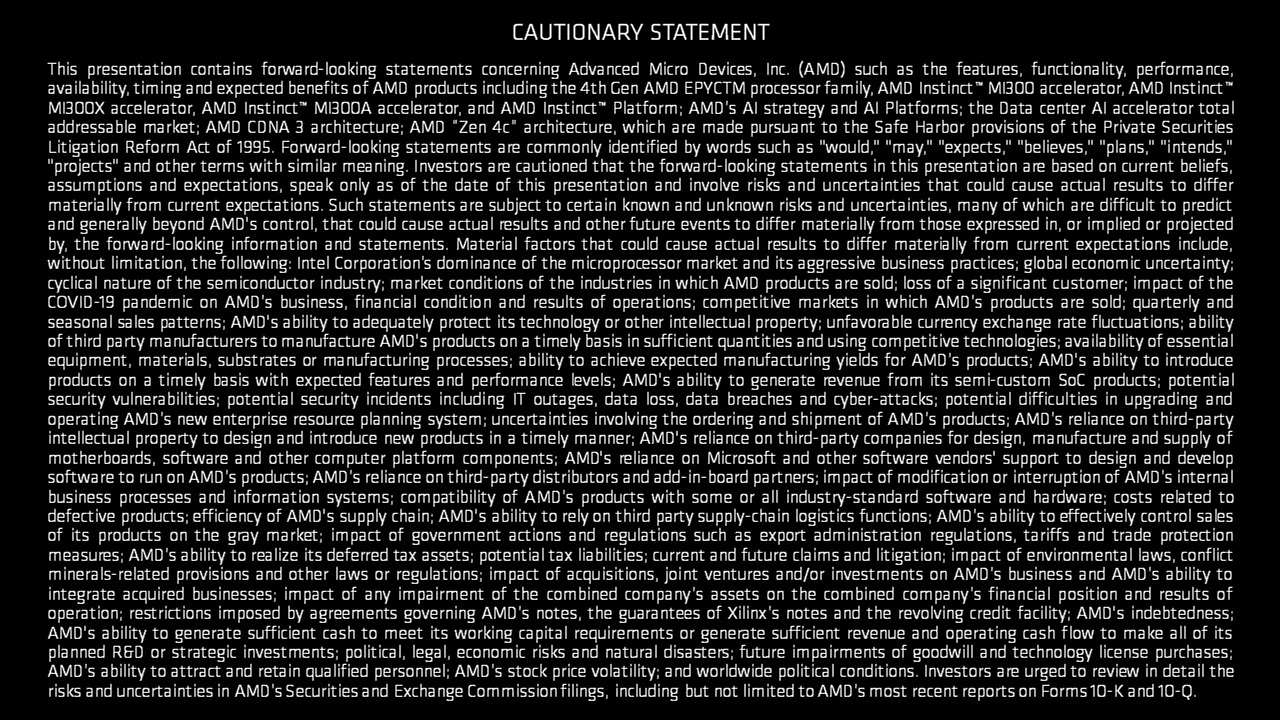 CAUTIONARY STATEMENT
This presentation contains forward-looking statements concerning Advanced Micro Devices, Inc. (AMD) such as the features, functionality, performance,
availability, timing and expected benefits of AMD products including the 4th Gen AMD EPYCTM processor family, AMD Instinct™ MI300 accelerator, AMD Instinct™
MI300X accelerator, AMD Instinct™ MI300A accelerator, and AMD Instinct™ Platform; AMD's AI strategy and AI Platforms; the Data center AI accelerator total
addressable market; AMD CDNA 3 architecture; AMD "Zen 4c" architecture, which are made pursuant to the Safe Harbor provisions of the Private Securities
Litigation Reform Act of 1995. Forward-looking statements are commonly identified by words such as "would," "may," "expects," "believes," "plans," "intends,"
"projects" and other terms with similar meaning. Investors are cautioned that the forward-looking statements in this presentation are based on current beliefs,
assumptions and expectations, speak only as of the date of this presentation and involve risks and uncertainties that could cause actual results to differ
materially from current expectations. Such statements are subject to certain known and unknown risks and uncertainties, many of which are difficult to predict
and generally beyond AMD's control, that could cause actual results and other future events to differ materially from those expressed in, or implied or projected
by, the forward-looking information and statements. Material factors that could cause actual results to differ materially from current expectations include,
without limitation, the following: Intel Corporation's dominance of the microprocessor market and its aggressive business practices; global economic uncertainty;
cyclical nature of the semiconductor industry; market conditions of the industries in which AMD products are sold; loss of a significant customer; impact of the
COVID-19 pandemic on AMD's business, financial condition and results of operations; competitive markets in which AMD's products are sold; quarterly and
seasonal sales patterns; AMD's ability to adequately protect its technology or other intellectual property; unfavorable currency exchange rate fluctuations; ability
of third party manufacturers to manufacture AMD's products on a timely basis in sufficient quantities and using competitive technologies; availability of essential
equipment, materials, substrates or manufacturing processes; ability to achieve expected manufacturing yields for AMD's products; AMD's ability to introduce
products on a timely basis with expected features and performance levels; AMD's ability to generate revenue from its semi-custom SoC products; potential
security vulnerabilities; potential security incidents including IT outages, data loss, data breaches and cyber-attacks; potential difficulties in upgrading and
operating AMD's new enterprise resource planning system; uncertainties involving the ordering and shipment of AMD's products; AMD's reliance on third-party
intellectual property to design and introduce new products in a timely manner; AMD's reliance on third-party companies for design, manufacture and supply of
motherboards, software and other computer platform components; AMD's reliance on Microsoft and other software vendors' support to design and develop
software to run on AMD's products; AMD's reliance on third-party distributors and add-in-board partners; impact of modification or interruption of AMD's internal
business processes and information systems; compatibility of AMD's products with some or all industry-standard software and hardware; costs related to
defective products; efficiency of AMD's supply chain; AMD's ability to rely on third party supply-chain logistics functions; AMD's ability to effectively control sales
of its products on the gray market; impact of government actions and regulations such as export administration regulations, tariffs and trade protection
measures; AMD's ability to realize its deferred tax assets; potential tax liabilities; current and future claims and litigation; impact of environmental laws, conflict
minerals-related provisions and other laws or regulations; impact of acquisitions, joint ventures and/or investments on AMD's business and AMD's ability to
integrate acquired businesses; impact of any impairment of the combined company's assets on the combined company's financial position and results of
operation; restrictions imposed by agreements governing AMD's notes, the guarantees of Xilinx's notes and the revolving credit facility; AMD's indebtedness;
AMD's ability to generate sufficient cash to meet its working capital requirements or generate sufficient revenue and operating cash flow to make all of its
planned R&D or strategic investments; political, legal, economic risks and natural disasters; future impairments of goodwill and technology license purchases;
AMD's ability to attract and retain qualified personnel; AMD's stock price volatility; and worldwide political conditions. Investors are urged to review in detail the
risks and uncertainties in AMD's Securities and Exchange Commission filings, including but not limited to AMD's most recent reports on Forms 10-K and 10-Q.